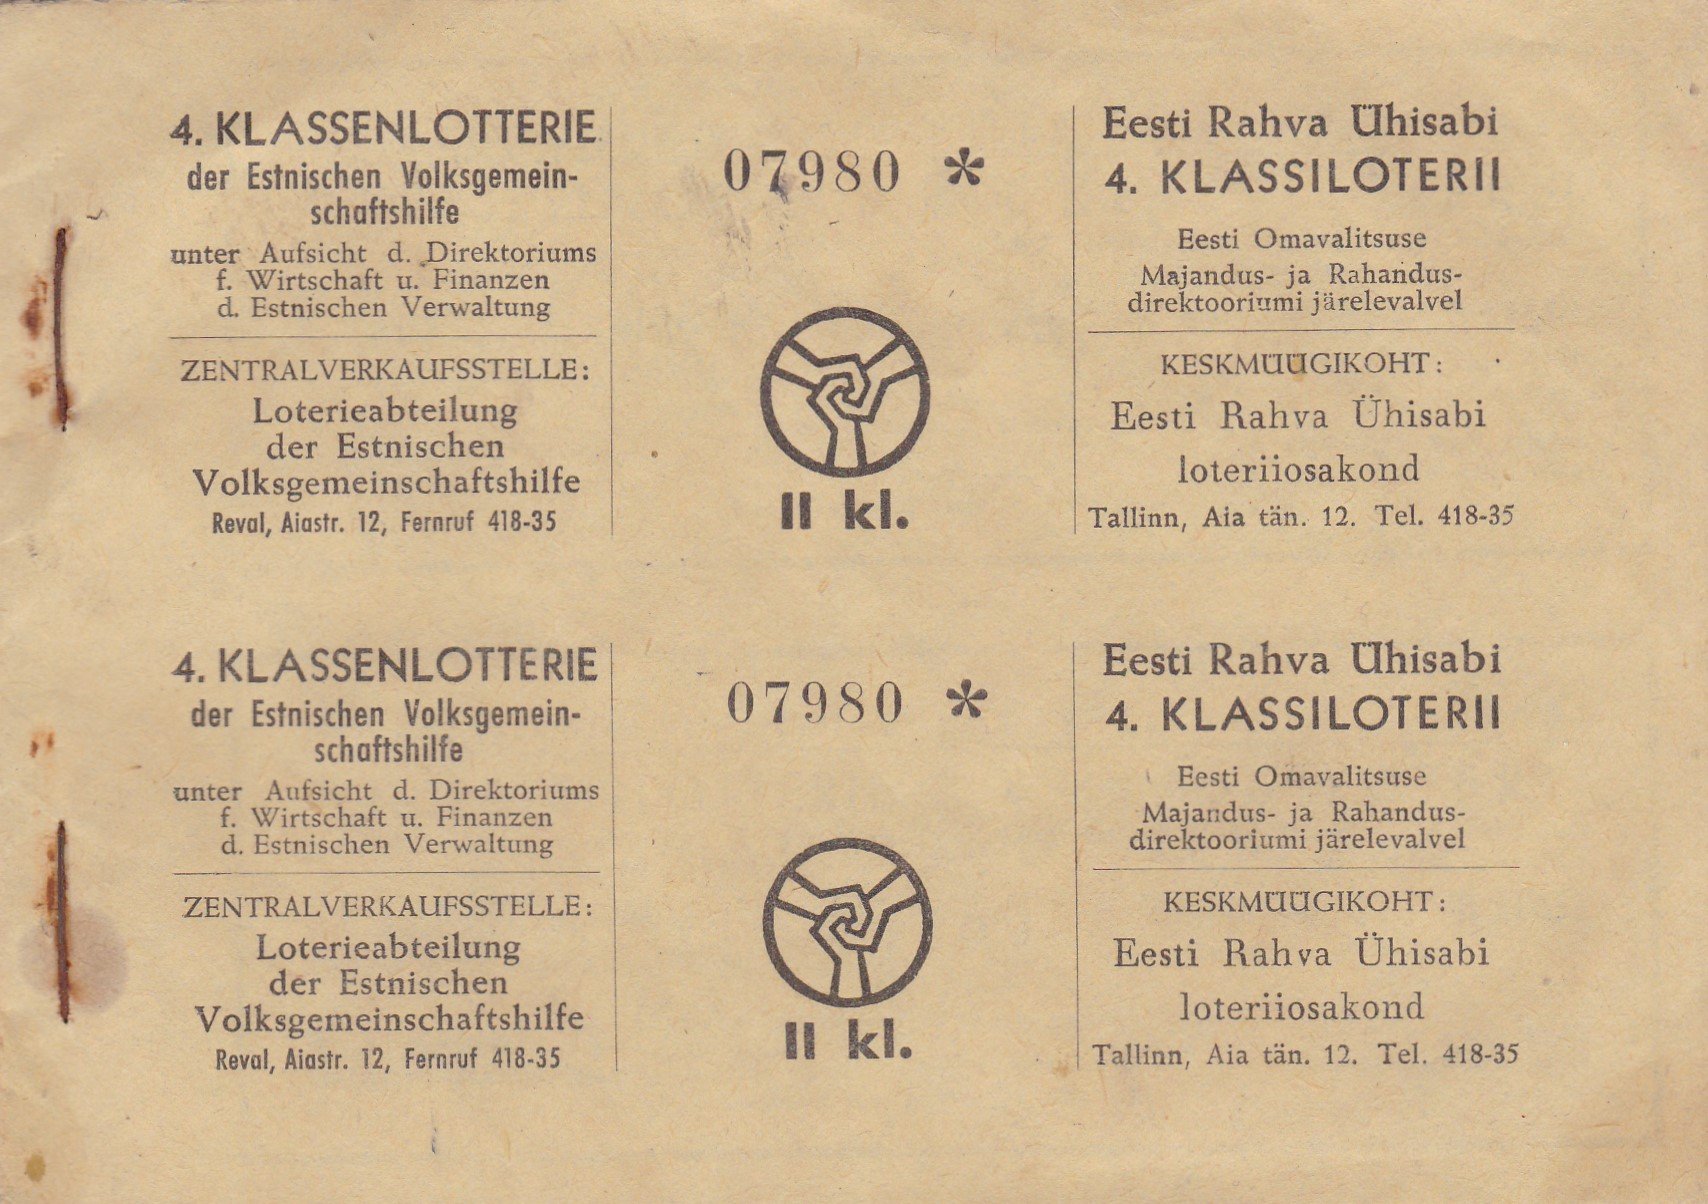 4. KLASSENLOTTERIE
der Estnischen Volksgemein-
schaftshilfe
unter Aufsicht d. Direktoriums
f. Wirtschaft u. Finanzen
d. Estnischen Verwaltung
ZENTRALVERKAUFSSTELLE:
Loterieabteilung
der Estnischen
Volksgemeinschaftshilfe
Reval, Aiastr. 12, Fernruf 418-35
07980 *
II kl.
Eesti Rahva Ühisabi
4. KLASSILOTERII
Eesti Omavalitsuse
Majandus- ja Rahandus-
direktooriumi järelevalvel
KESKMÜÜGIKOHT:
Eesti Rahva Ühisabi
loteriiosakond
Tallinn, Aia tän. 12. Tel. 418-35
4. KLASSENLOTTERIE
der Estnischen Volksgemein-
schaftshilfe
unter Aufsicht d. Direktoriums
f. Wirtschaft u. Finanzen
d. Estnischen Verwaltung
ZENTRALVERKAUFSSTELLE:
Loterieabteilung
der Estnischen
Volksgemeinschaftshilfe
Reval, Aiastr. 12, Fernruf 418-35
07980 *
II kl.
Eesti Rahva Ühisabi
4. KLASSILOTERII
Eesti Omavalitsuse
Majandus- ja Rahandus-
direktooriumi järelevalvel
KESKMÜÜGIKOHT:
Eesti Rahva Ühisabi
loteriiosakond
Tallinn, Aia tän. 12. Tel. 418-35